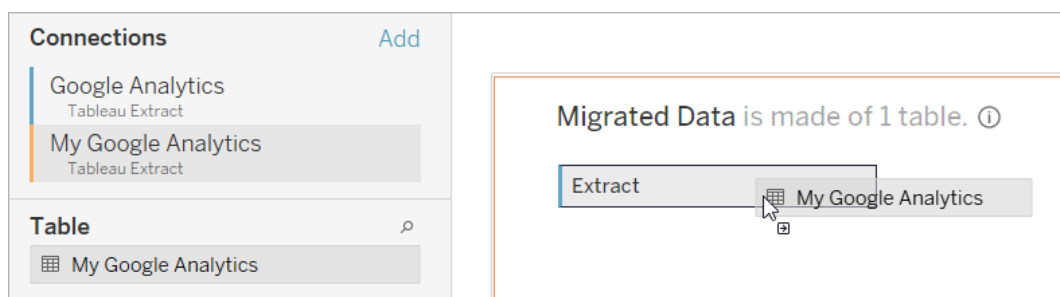 Connections Add
Google Analytics
Tableau Extract
My Google Analytics
Tableau Extract
Table
My Google Analytics
Migrated Data is made of 1 table.
Extract
My Google Analytics